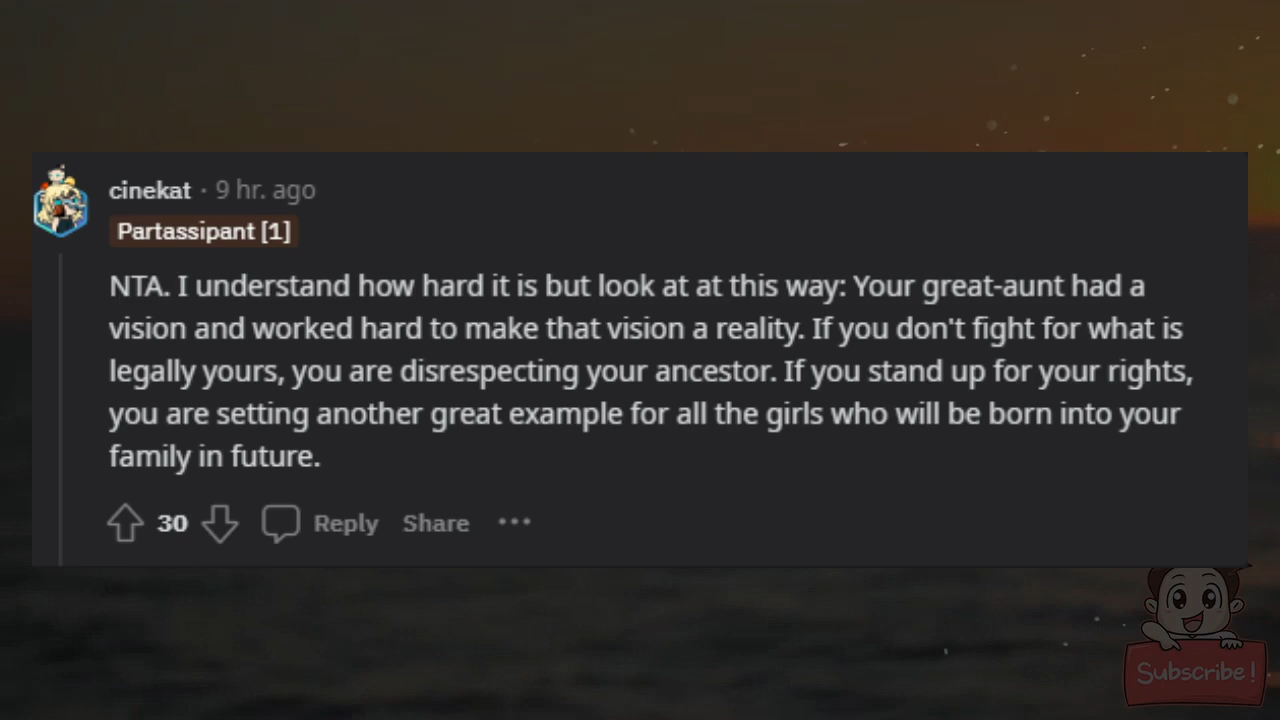 cinekat · 9 hr. ago
Partassipant [1]
NTA. I understand how hard it is but look at at this way: Your great-aunt had a
vision and worked hard to make that vision a reality. If you don't fight for what is
legally yours, you are disrespecting your ancestor. If you stand up for your rights,
you are setting another great example for all the girls who will be born into your
family in future.
30 Reply Share ···
Subscribe!